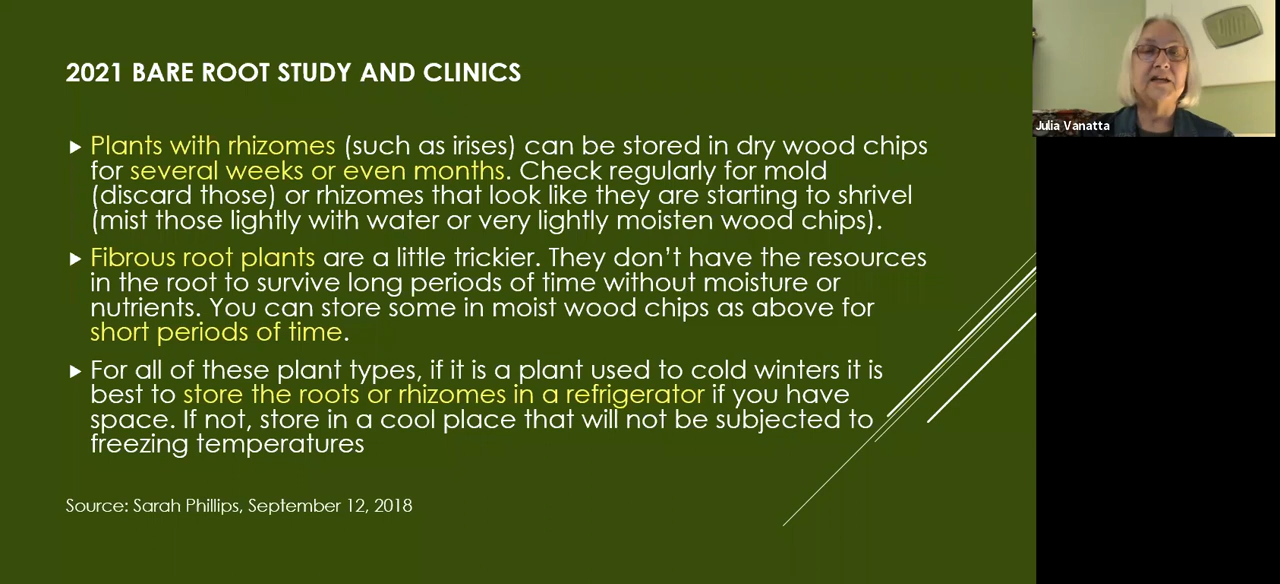 2021 BARE ROOT STUDY AND CLINICS
Plants with rhizomes (such as irises) can be stored in dry wood chips
for several weeks or even months. Check regularly for mold
(discard those) or rhizomes that look like they are starting to shrivel
(mist those lightly with water or very lightly moisten wood chips).
Fibrous root plants are a little trickier. They don’t have the resources
in the root to survive long periods of time without moisture or
nutrients. You can store some in moist wood chips as above for
short periods of time.
For all of these plant types, if it is a plant used to cold winters it is
best to store the roots or rhizomes in a refrigerator if you have
space. If not, store in a cool place that will not be subjected to
freezing temperatures
Source: Sarah Phillips, September 12, 2018
Julia Vanatta